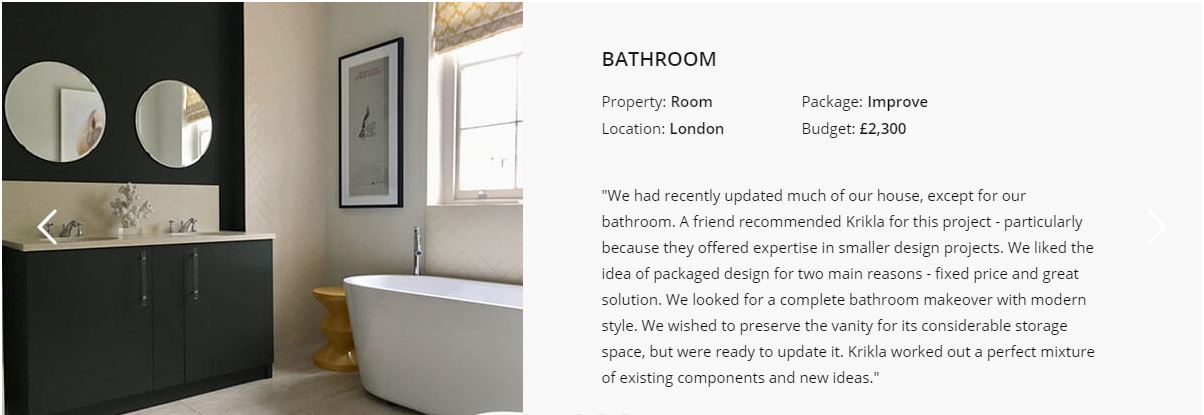 BATHROOM
Property: Room
Package: Improve
Location: London
Budget: £2,300
"We had recently updated much of our house, except for our
bathroom. A friend recommended Krikla for this project - particularly
because they offered expertise in smaller design projects. We liked the
idea of packaged design for two main reasons - fixed price and great
solution. We looked for a complete bathroom makeover with modern
style. We wished to preserve the vanity for its considerable storage
space, but were ready to update it. Krikla worked out a perfect mixture
of existing components and new ideas."